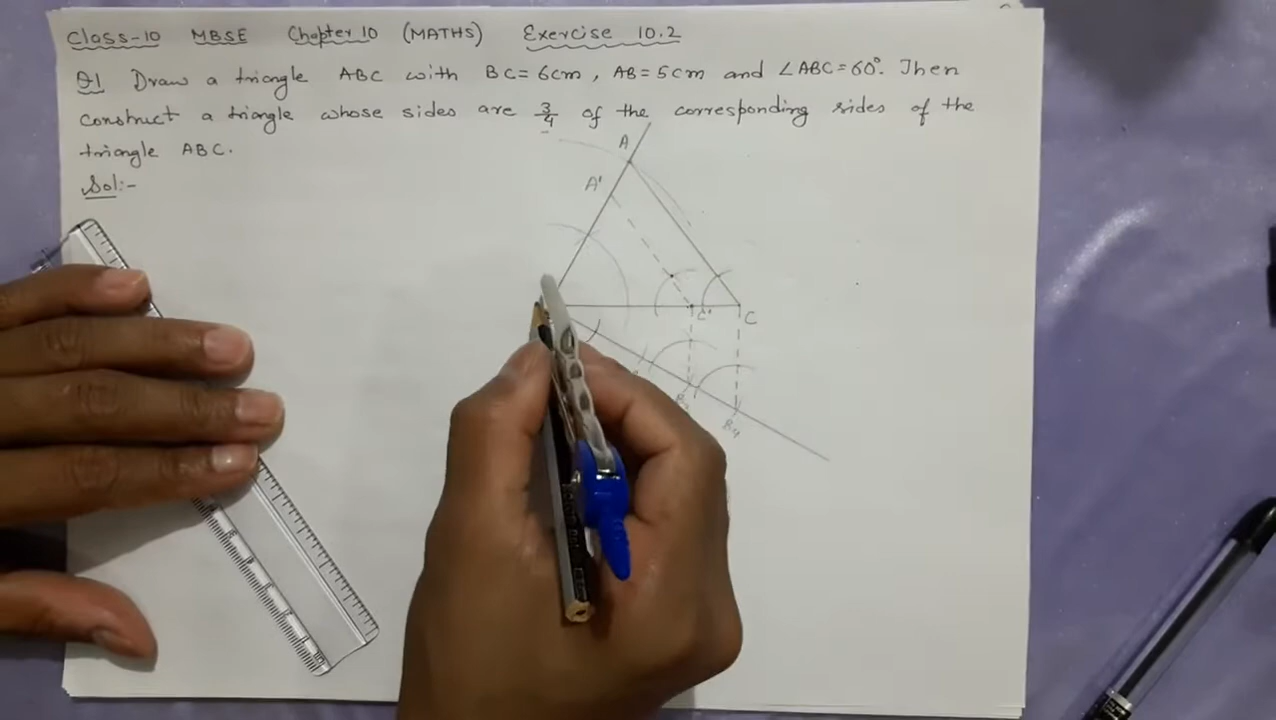 Class-10 MBSE Chapter 10 (MATHS) Exercise 10.2
Q1 Draw a triangle ABC with BC = 6cm, AB = 5cm and ∠ABC = 60°. Then
construct a triangle whose sides are 3/4 of the corresponding sides of the
triangle ABC.
Sol:-
A
A'
C' C
B3
B4